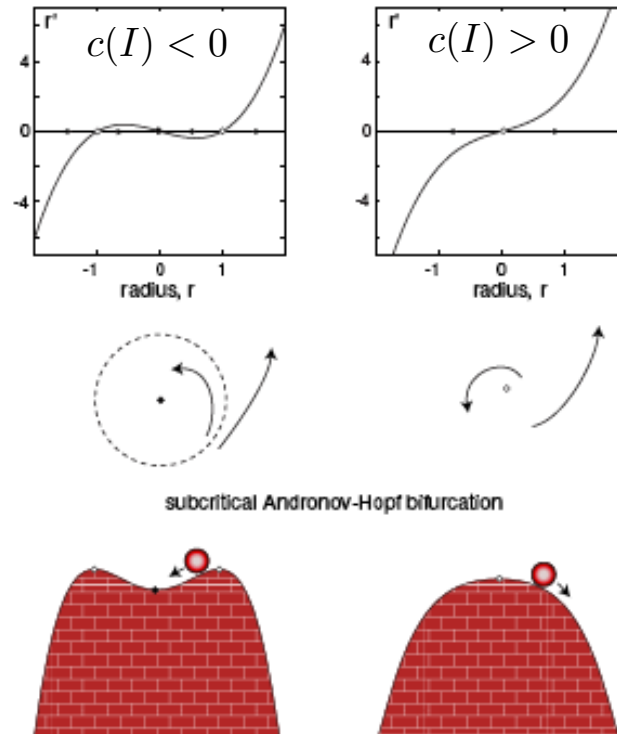 r'
c(I) < 0
4
0
-4
-1 0 1
radius, r
r'
c(I) > 0
4
0
-4
-1 0 1
radius, r
subcritical Andronov-Hopf bifurcation